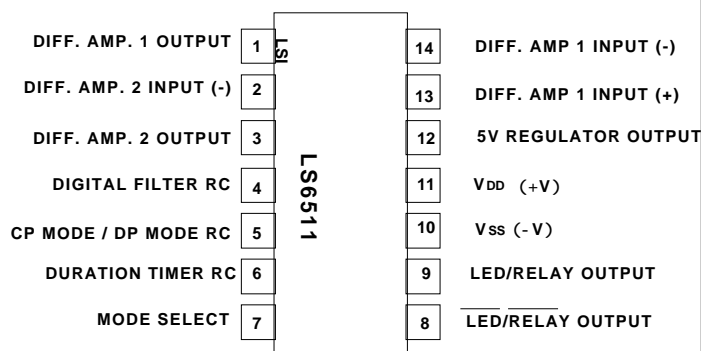 DIFF. AMP. 1 OUTPUT 1 LSI 14 DIFF. AMP 1 INPUT (-)
DIFF. AMP. 2 INPUT (-) 2 13 DIFF. AMP 1 INPUT (+)
DIFF. AMP. 2 OUTPUT 3 12 5V REGULATOR OUTPUT
LS6511
DIGITAL FILTER RC 4 11 VDD (+V)
CP MODE / DP MODE RC 5 10 Vss (-V)
DURATION TIMER RC 6 9 LED/RELAY OUTPUT
MODE SELECT 7 8 LED/RELAY OUTPUT